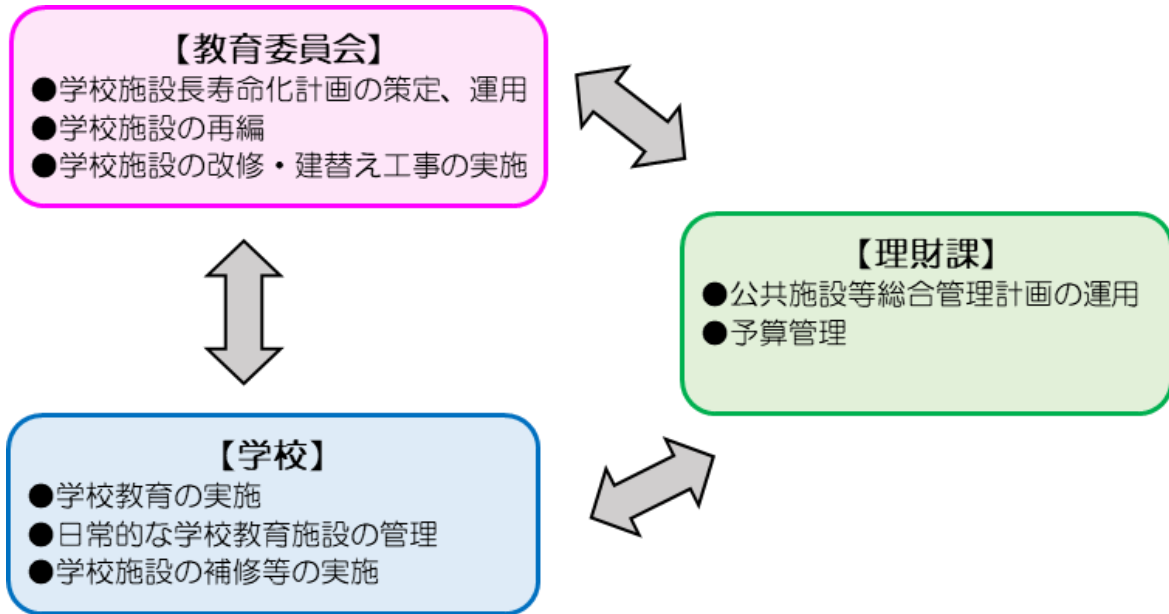 【教育委員会】
●学校施設長寿命化計画の策定、運用
●学校施設の再編
●学校施設の改修・建替え工事の実施
【理財課】
●公共施設等総合管理計画の運用
●予算管理
【学校】
●学校教育の実施
●日常的な学校教育施設の管理
●学校施設の補修等の実施